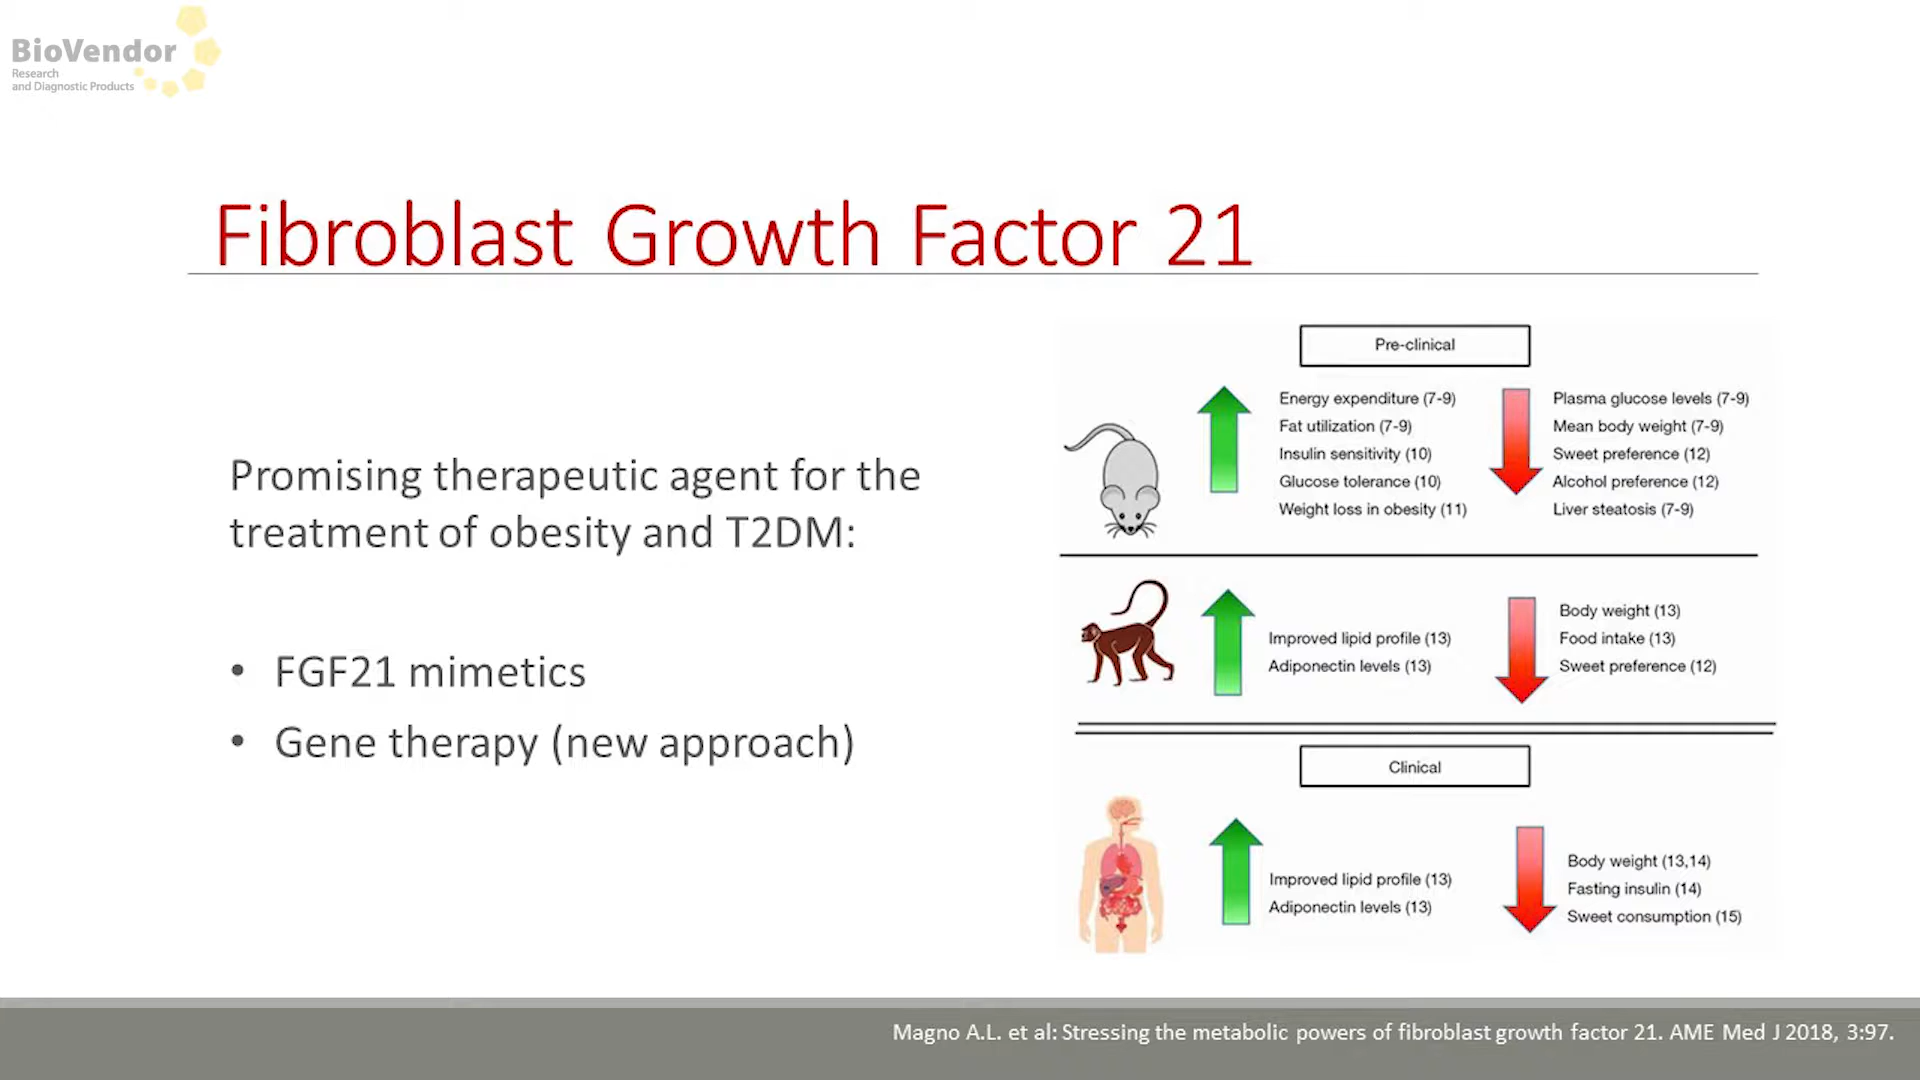 BioVendor
Research
and Diagnostic Products
Fibroblast Growth Factor 21
Promising therapeutic agent for the
treatment of obesity and T2DM:
• FGF21 mimetics
• Gene therapy (new approach)
Pre-clinical
Energy expenditure (7-9)
Fat utilization (7-9)
Insulin sensitivity (10)
Glucose tolerance (10)
Weight loss in obesity (11)
Plasma glucose levels (7-9)
Mean body weight (7-9)
Sweet preference (12)
Alcohol preference (12)
Liver steatosis (7-9)
Improved lipid profile (13)
Adiponectin levels (13)
Body weight (13)
Food intake (13)
Sweet preference (12)
Clinical
Improved lipid profile (13)
Adiponectin levels (13)
Body weight (13,14)
Fasting insulin (14)
Sweet consumption (15)
Magno A.L. et al: Stressing the metabolic powers of fibroblast growth factor 21. AME Med J 2018, 3:97.